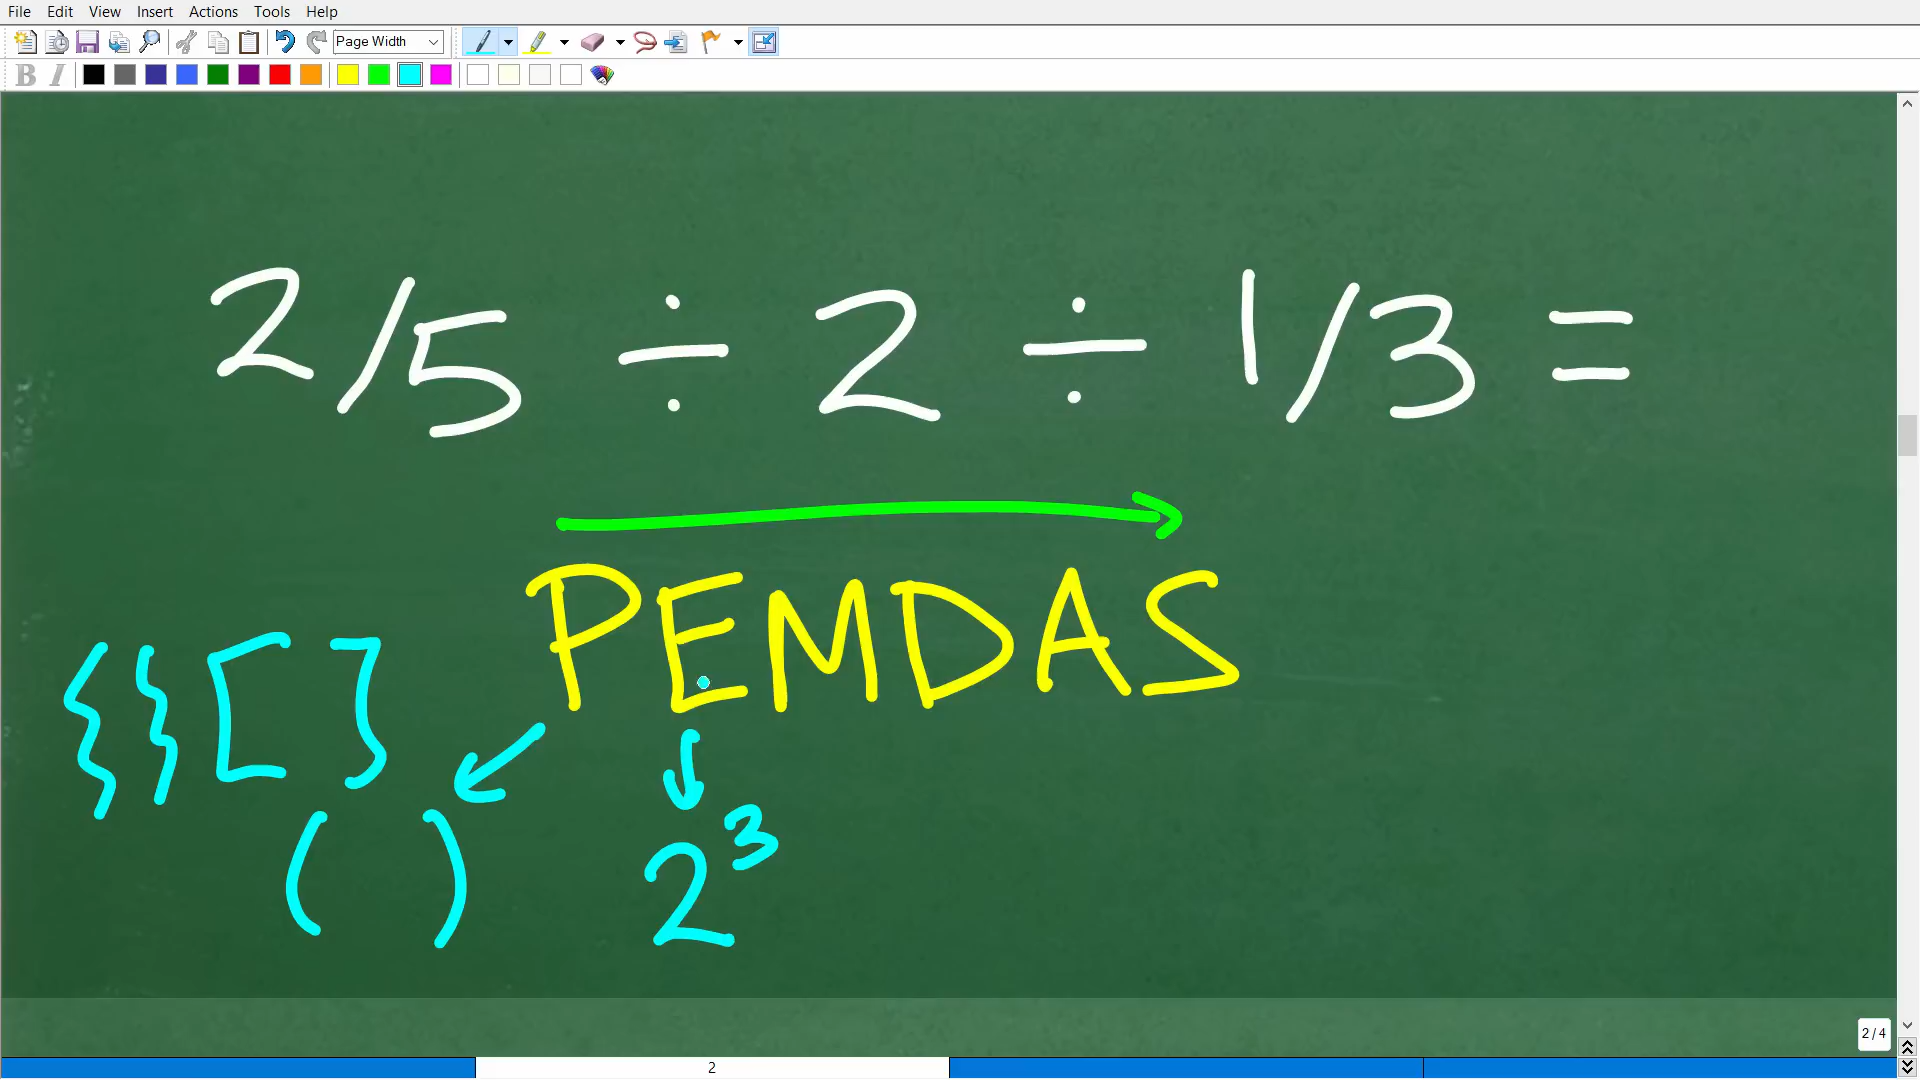 File Edit View Insert Actions Tools Help
Page Width
B I
2/5 ÷ 2 ÷ 1/3 =
PEMDAS
{ } [ ]
( ) 2³
2 / 4
2